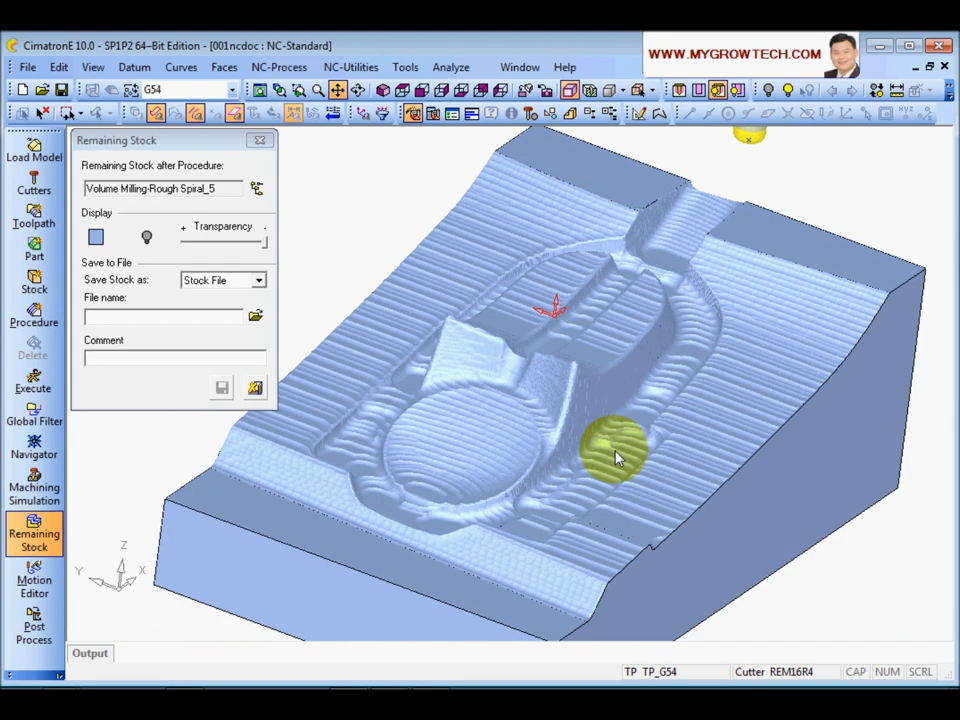 CimatronE 10.0 - SP1P2 64-Bit Edition - [001ncdoc : NC-Standard]
WWW.MYGROWTECH.COM
File Edit View Datum Curves Faces NC-Process NC-Utilities Tools Analyze Window Help
G54
Load Model
Cutters
Toolpath
Part
Stock
Procedure
Delete
Execute
Global Filter
Navigator
Machining
Simulation
Remaining
Stock
Motion
Editor
Post
Process
Remaining Stock
Remaining Stock after Procedure:
Volume Milling-Rough Spiral_5
Display
+ Transparency -
Save to File
Save Stock as: Stock File
File name:
Comment
Z
Y
X
Output
TP TP_G54 Cutter REM16R4 CAP NUM SCRL